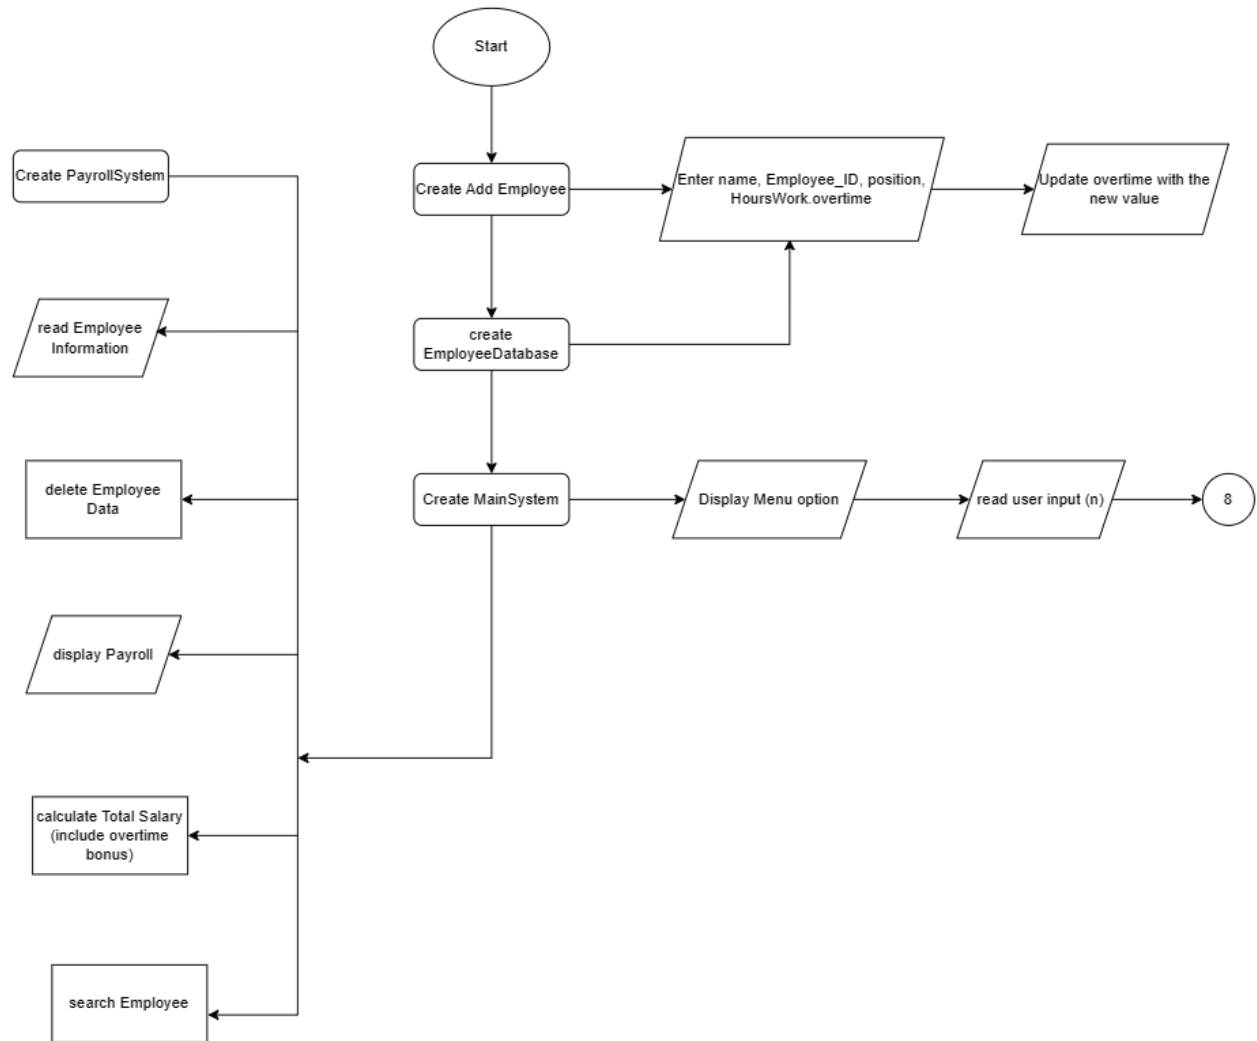 Start
Create PayrollSystem
Create Add Employee
Enter name, Employee_ID, position,
HoursWork.overtime
Update overtime with the
new value
read Employee
Information
create
EmployeeDatabase
delete Employee
Data
Create MainSystem
Display Menu option
read user input (n)
8
display Payroll
calculate Total Salary
(include overtime
bonus)
search Employee